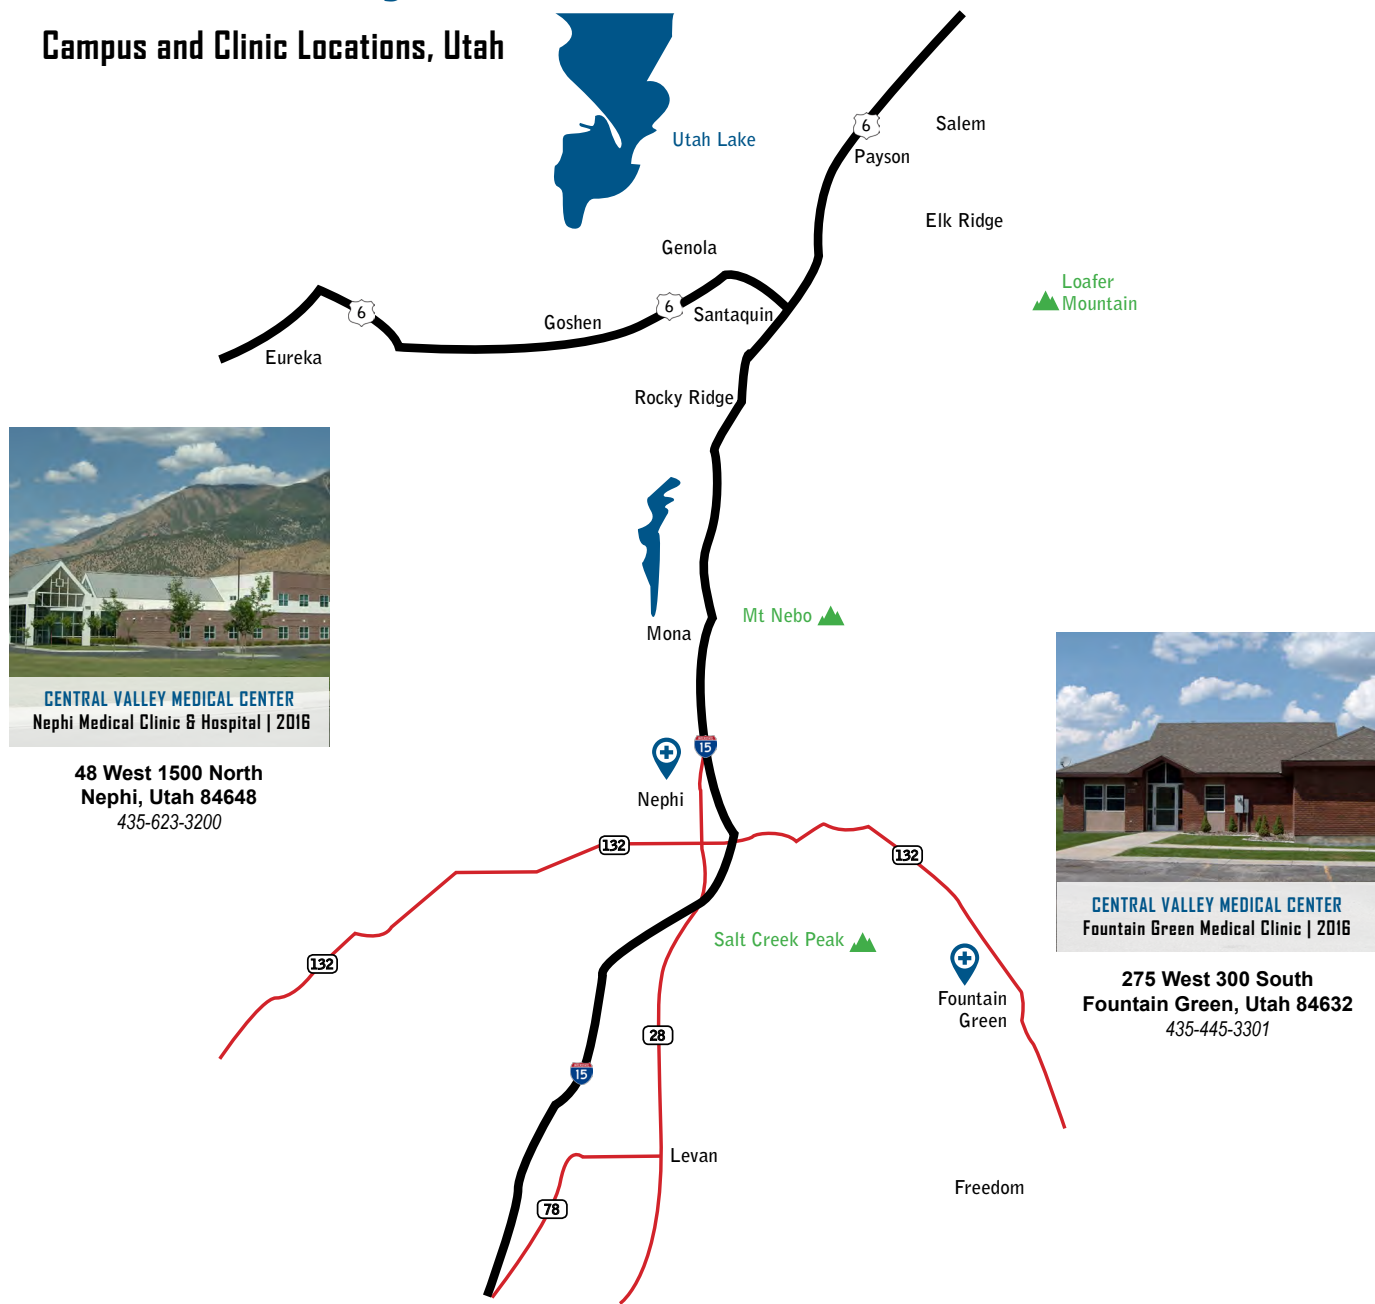 Campus and Clinic Locations, Utah
6
Salem
Utah Lake
Payson
Elk Ridge
Genola
Loafer
Mountain
6
6
Santaquin
Goshen
Eureka
Rocky Ridge
Mt Nebo
Mona
CENTRAL VALLEY MEDICAL CENTER
Nephi Medical Clinic & Hospital | 2016
48 West 1500 North
Nephi, Utah 84648
435-623-3200
15
Nephi
132
132
CENTRAL VALLEY MEDICAL CENTER
Fountain Green Medical Clinic | 2016
275 West 300 South
Fountain Green, Utah 84632
435-445-3301
Salt Creek Peak
132
Fountain
Green
28
15
Levan
Freedom
78